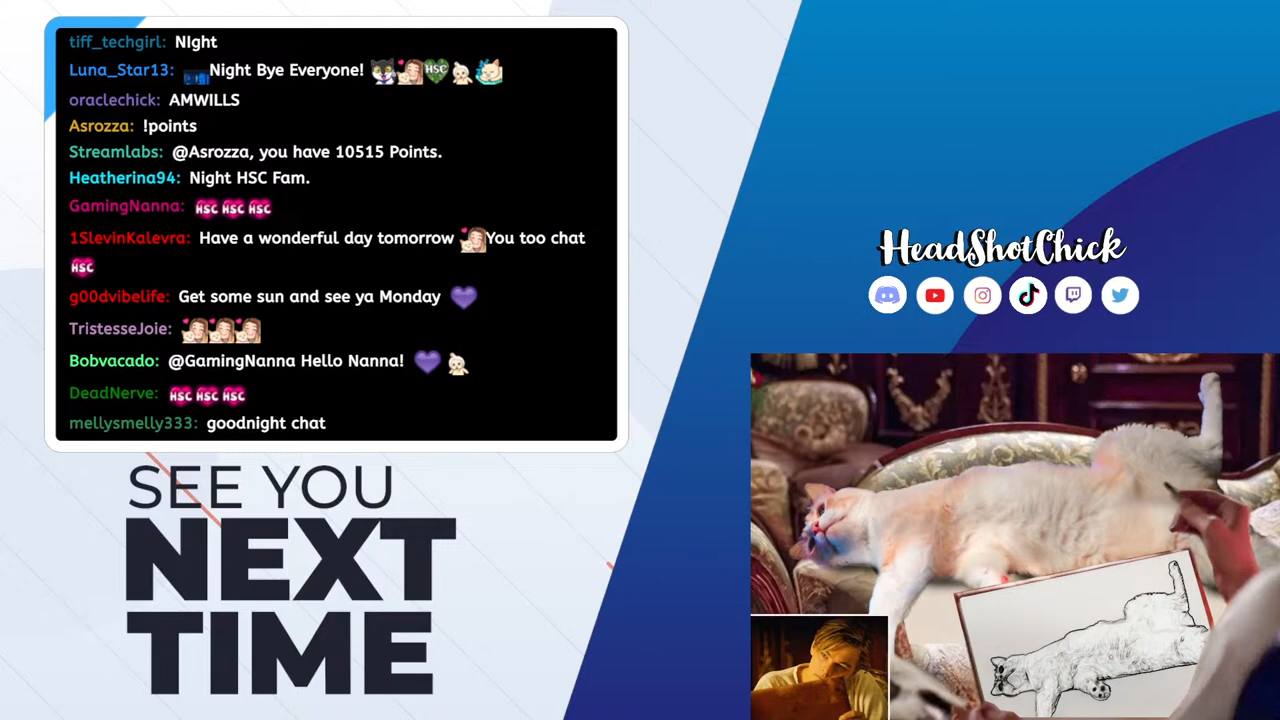 tiff_techgirl: NIght
Luna_Star13: Night Bye Everyone! HSC
oraclechick: AMWILLS
Asrozza: !points
Streamlabs: @Asrozza, you have 10515 Points.
Heatherina94: Night HSC Fam.
GamingNanna: HSC HSC HSC
1SlevinKalevra: Have a wonderful day tomorrow You too chat
HSC
g00dvibelife: Get some sun and see ya Monday
TristesseJoie:
Bobvacado: @GamingNanna Hello Nanna!
DeadNerve: HSC HSC HSC
mellysmelly333: goodnight chat
SEE YOU
NEXT
TIME
HeadShotChick